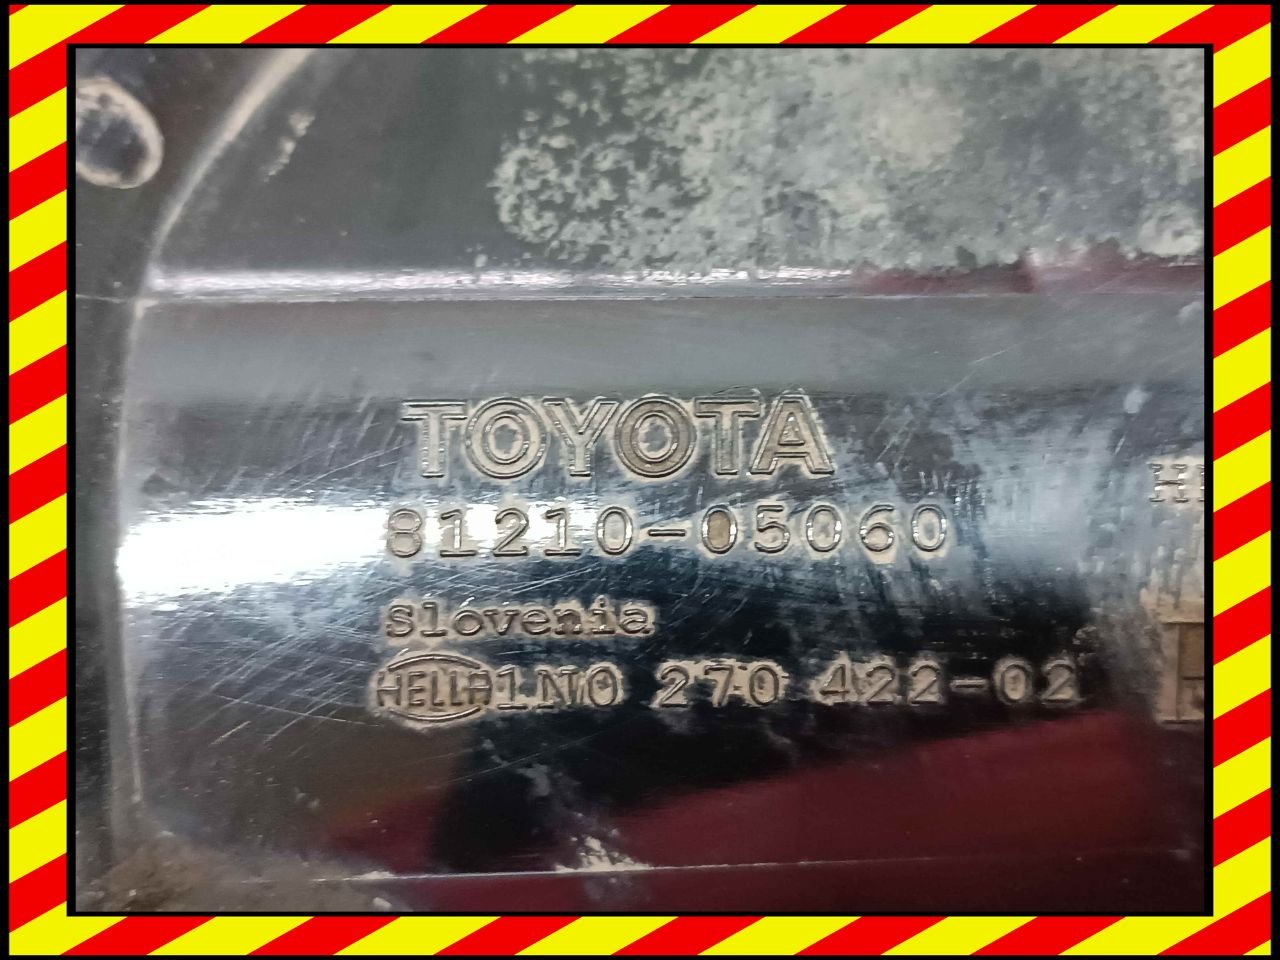 TOYOTA
81210-05060
Slovenia
HELLA 1N0 270 422-02